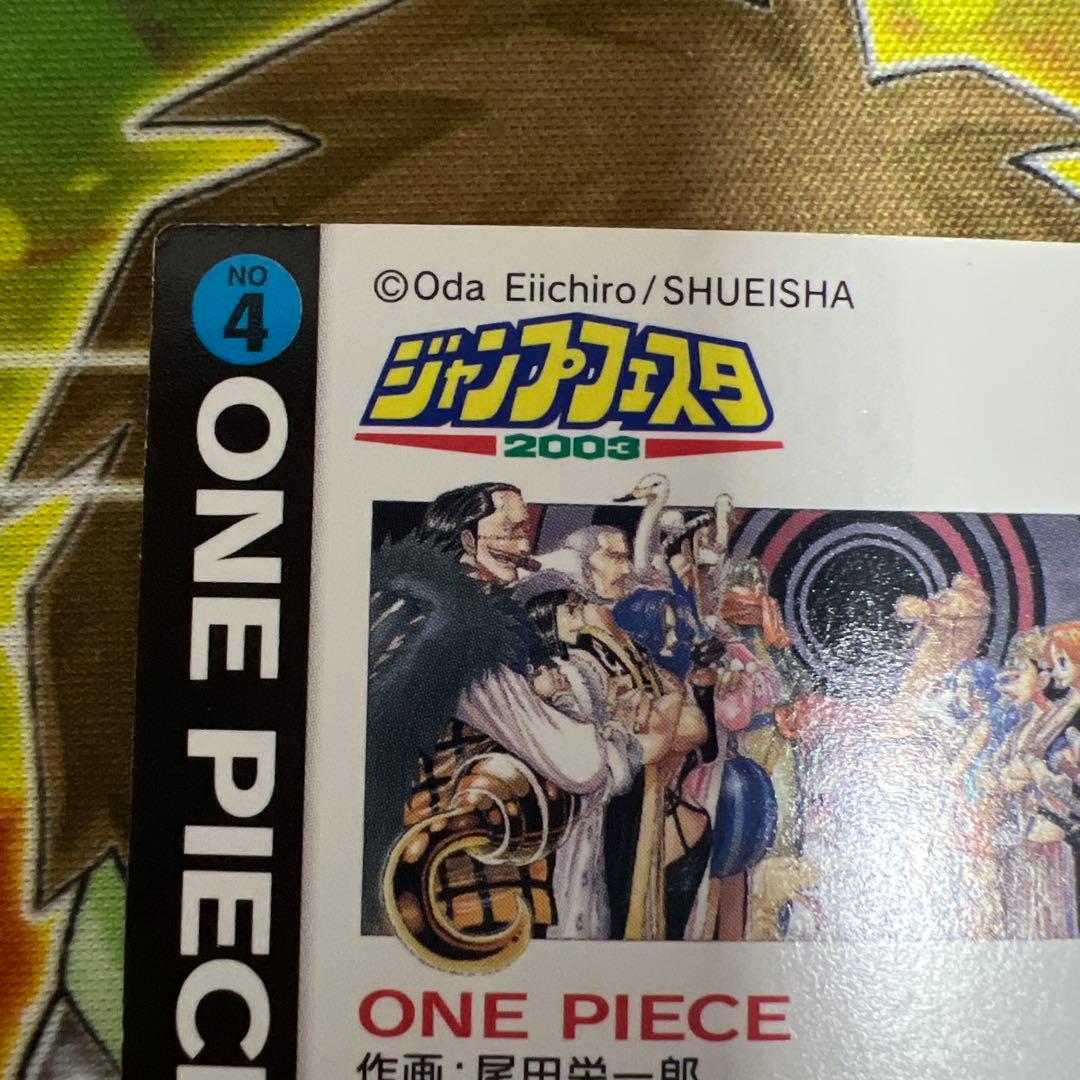 NO
4
ONE PIEC
©Oda Eiichiro/SHUEISHA
ジャンプフェスタ
2003
ONE PIECE
作画:尾田栄一郎